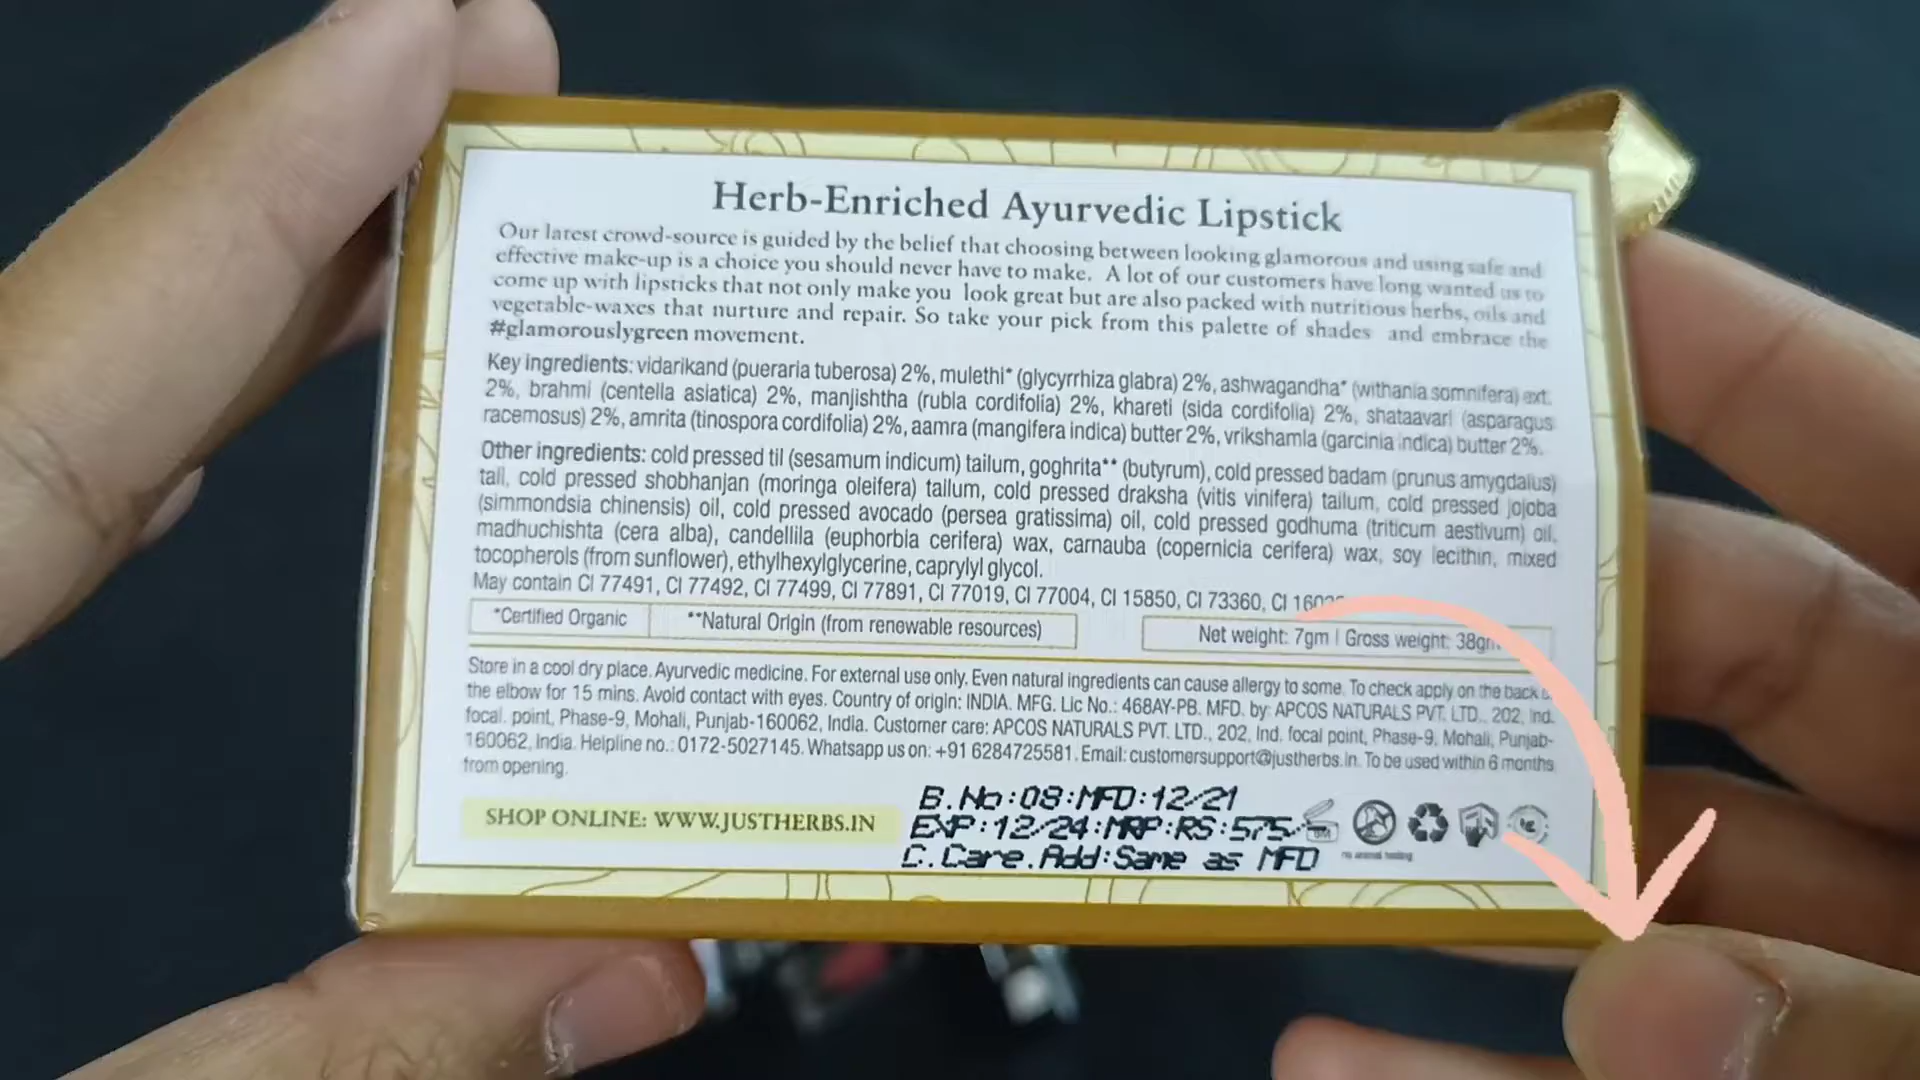 Herb-Enriched Ayurvedic Lipstick
Our latest crowd-source is guided by the belief that choosing between looking glamorous and using safe and
effective make-up is a choice you should never have to make. A lot of our customers have long wanted us to
come up with lipsticks that not only make you look great but are also packed with nutritious herbs, oils and
vegetable-waxes that nurture and repair. So take your pick from this palette of shades and embrace the
#glamorouslygreen movement.
Key ingredients: vidarikand (pueraria tuberosa) 2%, mulethi* (glycyrrhiza glabra) 2%, ashwagandha* (withania somnifera) ext.
2%, brahmi (centella asiatica) 2%, manjishtha (rubla cordifolia) 2%, khareti (sida cordifolia) 2%, shataavari (asparagus
racemosus) 2%, amrita (tinospora cordifolia) 2%, aamra (mangifera indica) butter 2%, vrikshamla (garcinia indica) butter 2%.
Other ingredients: cold pressed til (sesamum indicum) tailum, goghrita** (butyrum), cold pressed badam (prunus amygdalus)
tail, cold pressed shobhanjan (moringa oleifera) tailum, cold pressed draksha (vitis vinifera) tailum, cold pressed jojoba
(simmondsia chinensis) oil, cold pressed avocado (persea gratissima) oil, cold pressed godhuma (triticum aestivum) oil,
madhuchishta (cera alba), candellila (euphorbia cerifera) wax, carnauba (copernicia cerifera) wax, soy lecithin, mixed
tocopherols (from sunflower), ethylhexylglycerine, caprylyl glycol.
May contain CI 77491, CI 77492, CI 77499, CI 77891, CI 77019, CI 77004, CI 15850, CI 73360, CI
*Certified Organic **Natural Origin (from renewable resources) Net weight: 7gm | Gross weight: 38gm
Store in a cool dry place. Ayurvedic medicine. For external use only. Even natural ingredients can cause allergy to some. To check apply on the back
the elbow for 15 mins. Avoid contact with eyes. Country of origin: INDIA. MFG. Lic No.: 468AY-PB. MFD. by: APCOS NATURALS PVT. LTD., 202, Ind.
focal. point, Phase-9, Mohali, Punjab-160062, India. Customer care: APCOS NATURALS PVT. LTD., 202, Ind. focal point, Phase-9, Mohali, Punjab-
160062, India. Helpline no.: 0172-5027145. Whatsapp us on: +91 6284725581. Email: customersupport@justherbs.in. To be used within 6 months
from opening.
SHOP ONLINE: WWW.JUSTHERBS.IN
B.No:08:MFD:12/21
EXP:12/24:MRP:RS:575/-
C.Care.Add:Same as MFD
6M
no animal testing